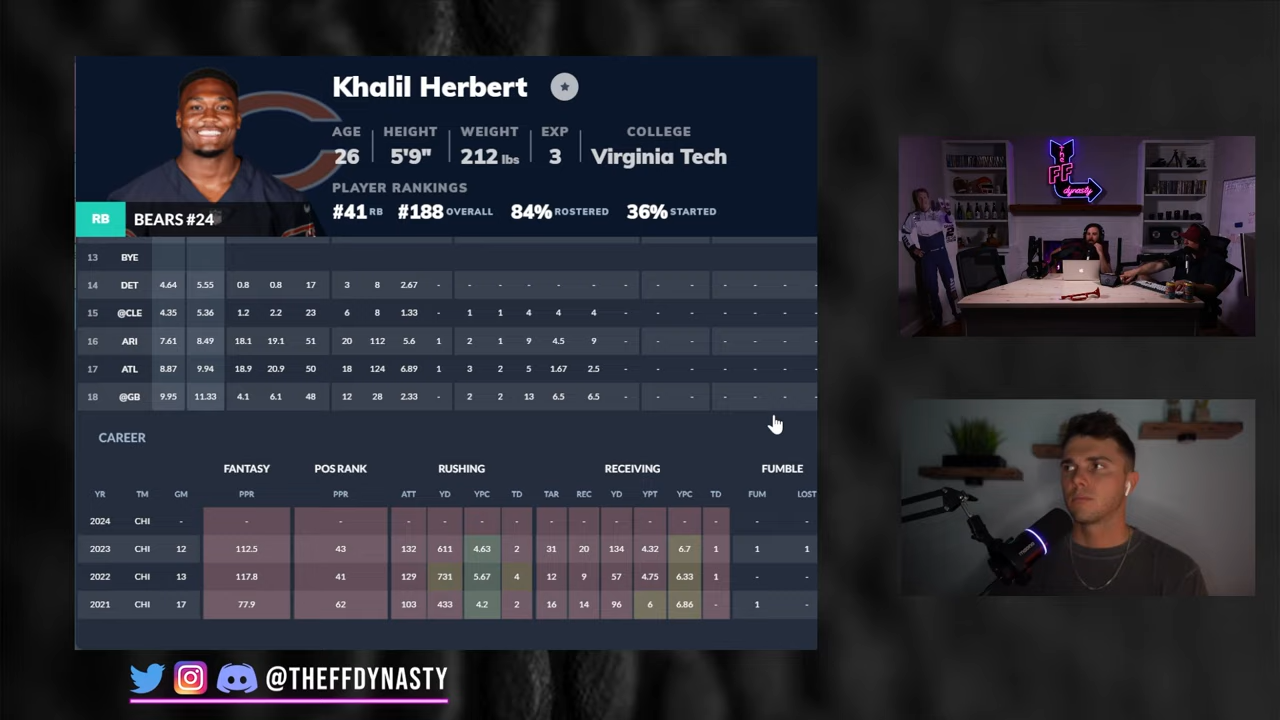 Khalil Herbert
AGE HEIGHT WEIGHT EXP COLLEGE
26 5'9" 212 lbs 3 Virginia Tech
PLAYER RANKINGS
#41 RB #188 OVERALL 84% ROSTERED 36% STARTED
RB BEARS #24
13 BYE
14 DET 4.64 5.55 0.8 0.8 17 3 8 2.67 - - - - - - - - - - - -
15 @CLE 4.35 5.36 1.2 2.2 23 6 8 1.33 - 1 1 4 4 4 - - - - - -
16 ARI 7.61 8.49 18.1 19.1 51 20 112 5.6 1 2 1 9 4.5 9 - - - - - -
17 ATL 8.87 9.94 18.9 20.9 50 18 124 6.89 1 3 2 5 1.67 2.5 - - - - - -
18 @GB 9.95 11.33 4.1 6.1 48 12 28 2.33 - 2 2 13 6.5 6.5 - - - - - -
CAREER
FANTASY POS RANK RUSHING RECEIVING FUMBLE
YR TM GM PPR PPR ATT YD YPC TD TAR REC YD YPT YPC TD FUM LOST
2024 CHI - - - - - - - - - - - - - - -
2023 CHI 12 112.5 43 132 611 4.63 2 31 20 134 4.32 6.7 1 1 1
2022 CHI 13 117.8 41 129 731 5.67 4 12 9 57 4.75 6.33 1 - -
2021 CHI 17 77.9 62 103 433 4.2 2 16 14 96 6 6.86 - 1 -
the
FF
dynasty
@THEFFDYNASTY